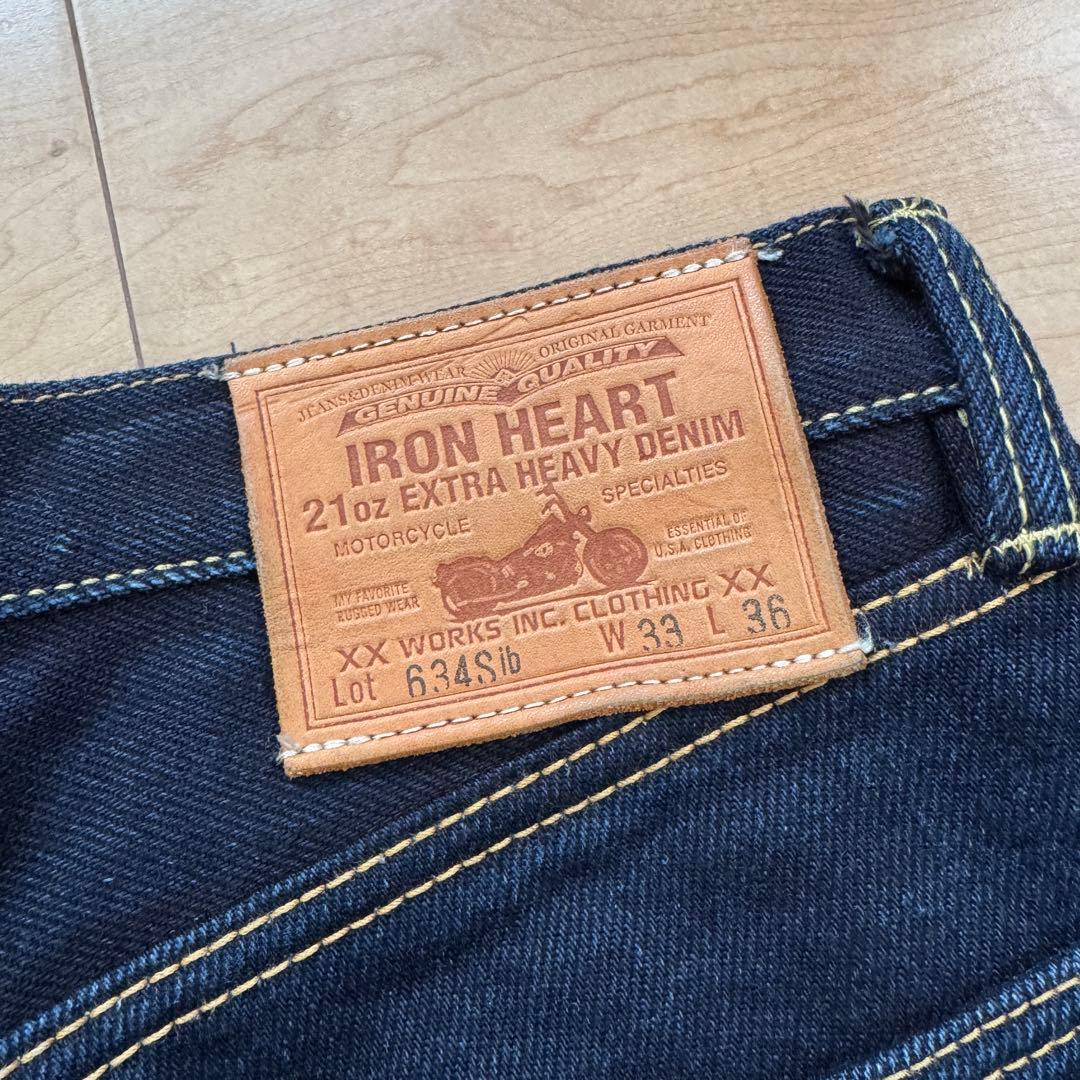 JEANS&DENIM-WEAR ORIGINAL GARMENT
GENUINE QUALITY
IRON HEART
21oz EXTRA HEAVY DENIM
MOTORCYCLE SPECIALTIES
MY FAVORITE
RUGGED WEAR
ESSENTIAL OF
U.S.A. CLOTHING
XX WORKS INC. CLOTHING XX
Lot 634Sib W 33 L 36